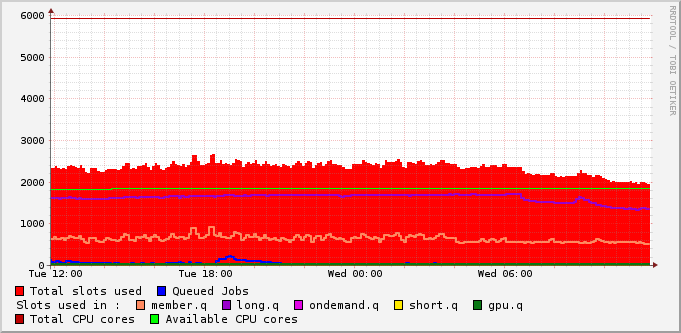 RRDTOOL / TOBI OETIKER
6000
5000
4000
3000
2000
1000
0
Tue 12:00 Tue 18:00 Wed 00:00 Wed 06:00
Total slots used Queued Jobs
Slots used in : member.q long.q ondemand.q short.q gpu.q
Total CPU cores Available CPU cores